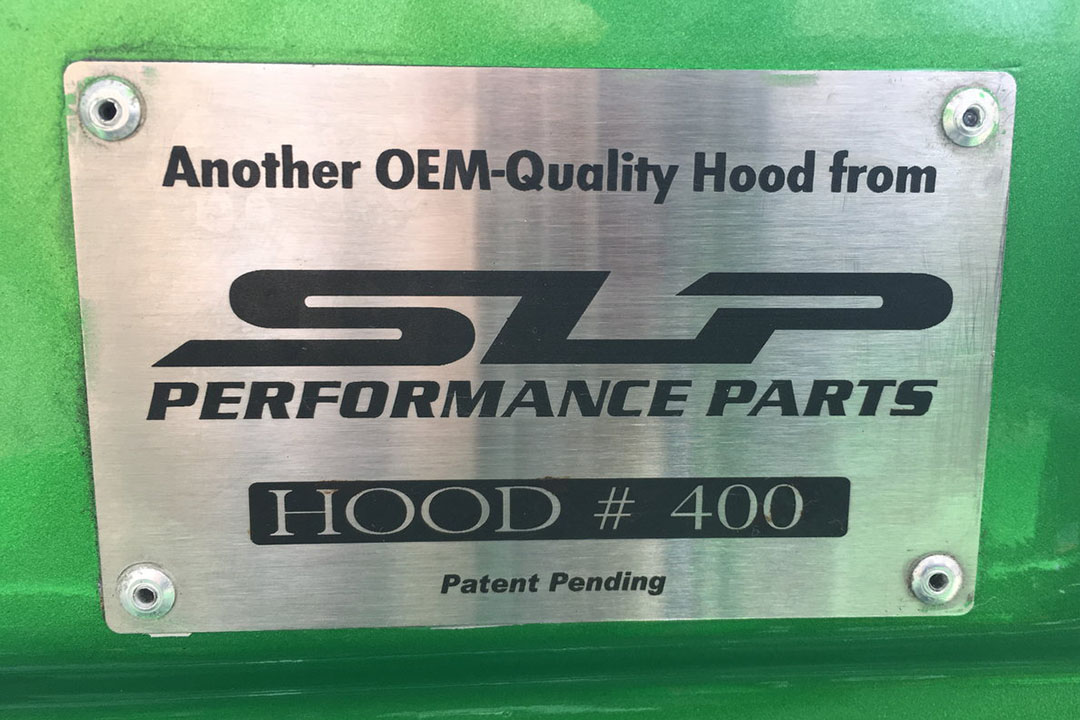 Another OEM-Quality Hood from
SLP
PERFORMANCE PARTS
HOOD # 400
Patent Pending